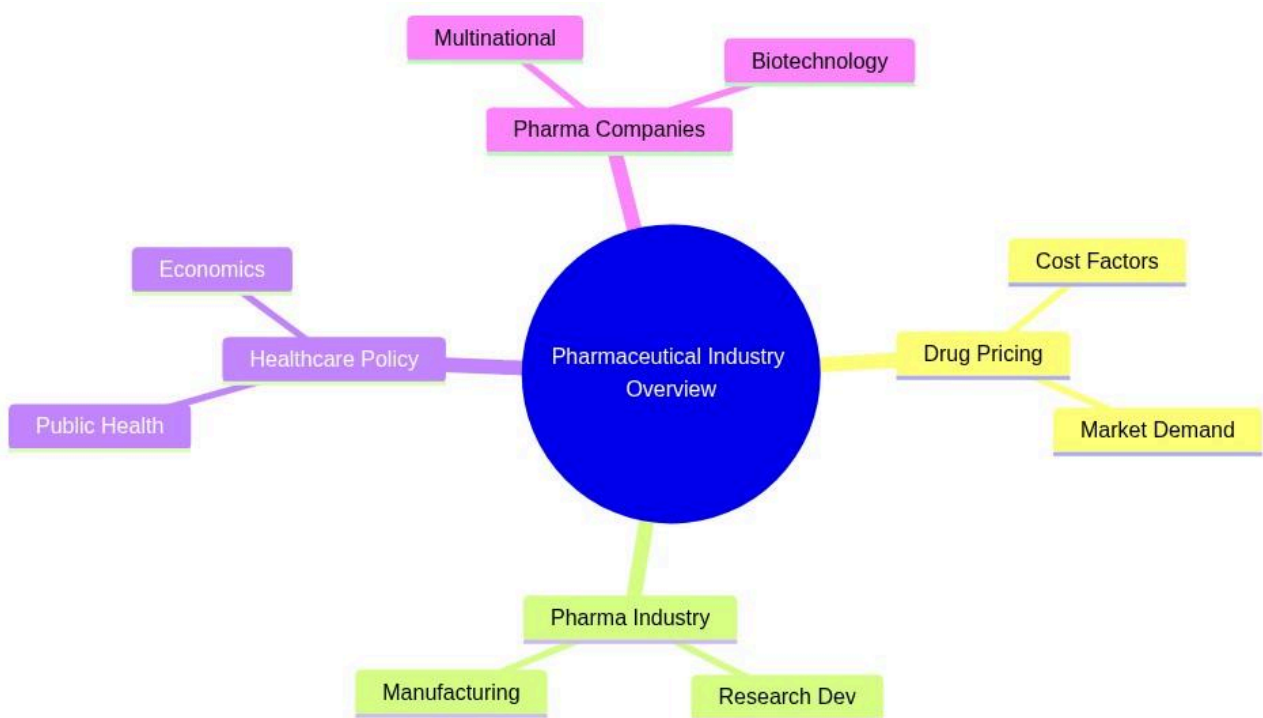 Multinational
Biotechnology
Pharma Companies
Economics
Cost Factors
Healthcare Policy
Pharmaceutical Industry
Overview
Drug Pricing
Public Health
Market Demand
Pharma Industry
Manufacturing
Research Dev